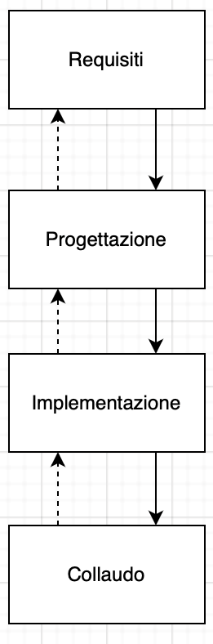 Requisiti
Progettazione
Implementazione
Collaudo